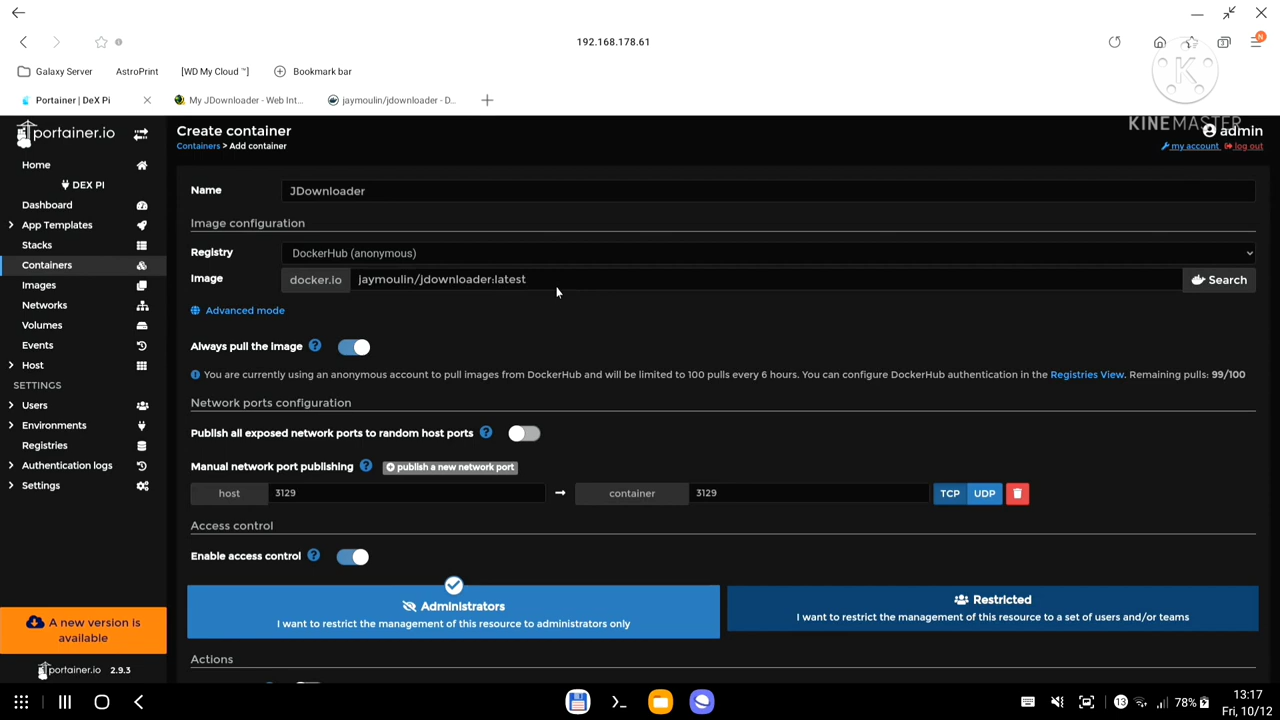 192.168.178.61
N
Galaxy Server
AstroPrint
[WD My Cloud ™]
Bookmark bar
Portainer | DeX Pi
My JDownloader - Web Int...
jaymoulin/jdownloader - D...
K
KINEMASTER
portainer.io
Create container
admin
Containers > Add container
my account
log out
Home
DEX PI
Dashboard
App Templates
Stacks
Containers
Images
Networks
Volumes
Events
Host
SETTINGS
Users
Environments
Registries
Authentication logs
Settings
A new version is
available
portainer.io 2.9.3
Name
JDownloader
Image configuration
Registry
DockerHub (anonymous)
Image
docker.io
jaymoulin/jdownloader:latest
Search
Advanced mode
Always pull the image
You are currently using an anonymous account to pull images from DockerHub and will be limited to 100 pulls every 6 hours. You can configure DockerHub authentication in the Registries View. Remaining pulls: 99/100
Network ports configuration
Publish all exposed network ports to random host ports
Manual network port publishing
publish a new network port
host
3129
container
3129
TCP
UDP
Access control
Enable access control
Administrators
I want to restrict the management of this resource to administrators only
Restricted
I want to restrict the management of this resource to a set of users and/or teams
Actions
13
78%
13:17
Fri, 10/12